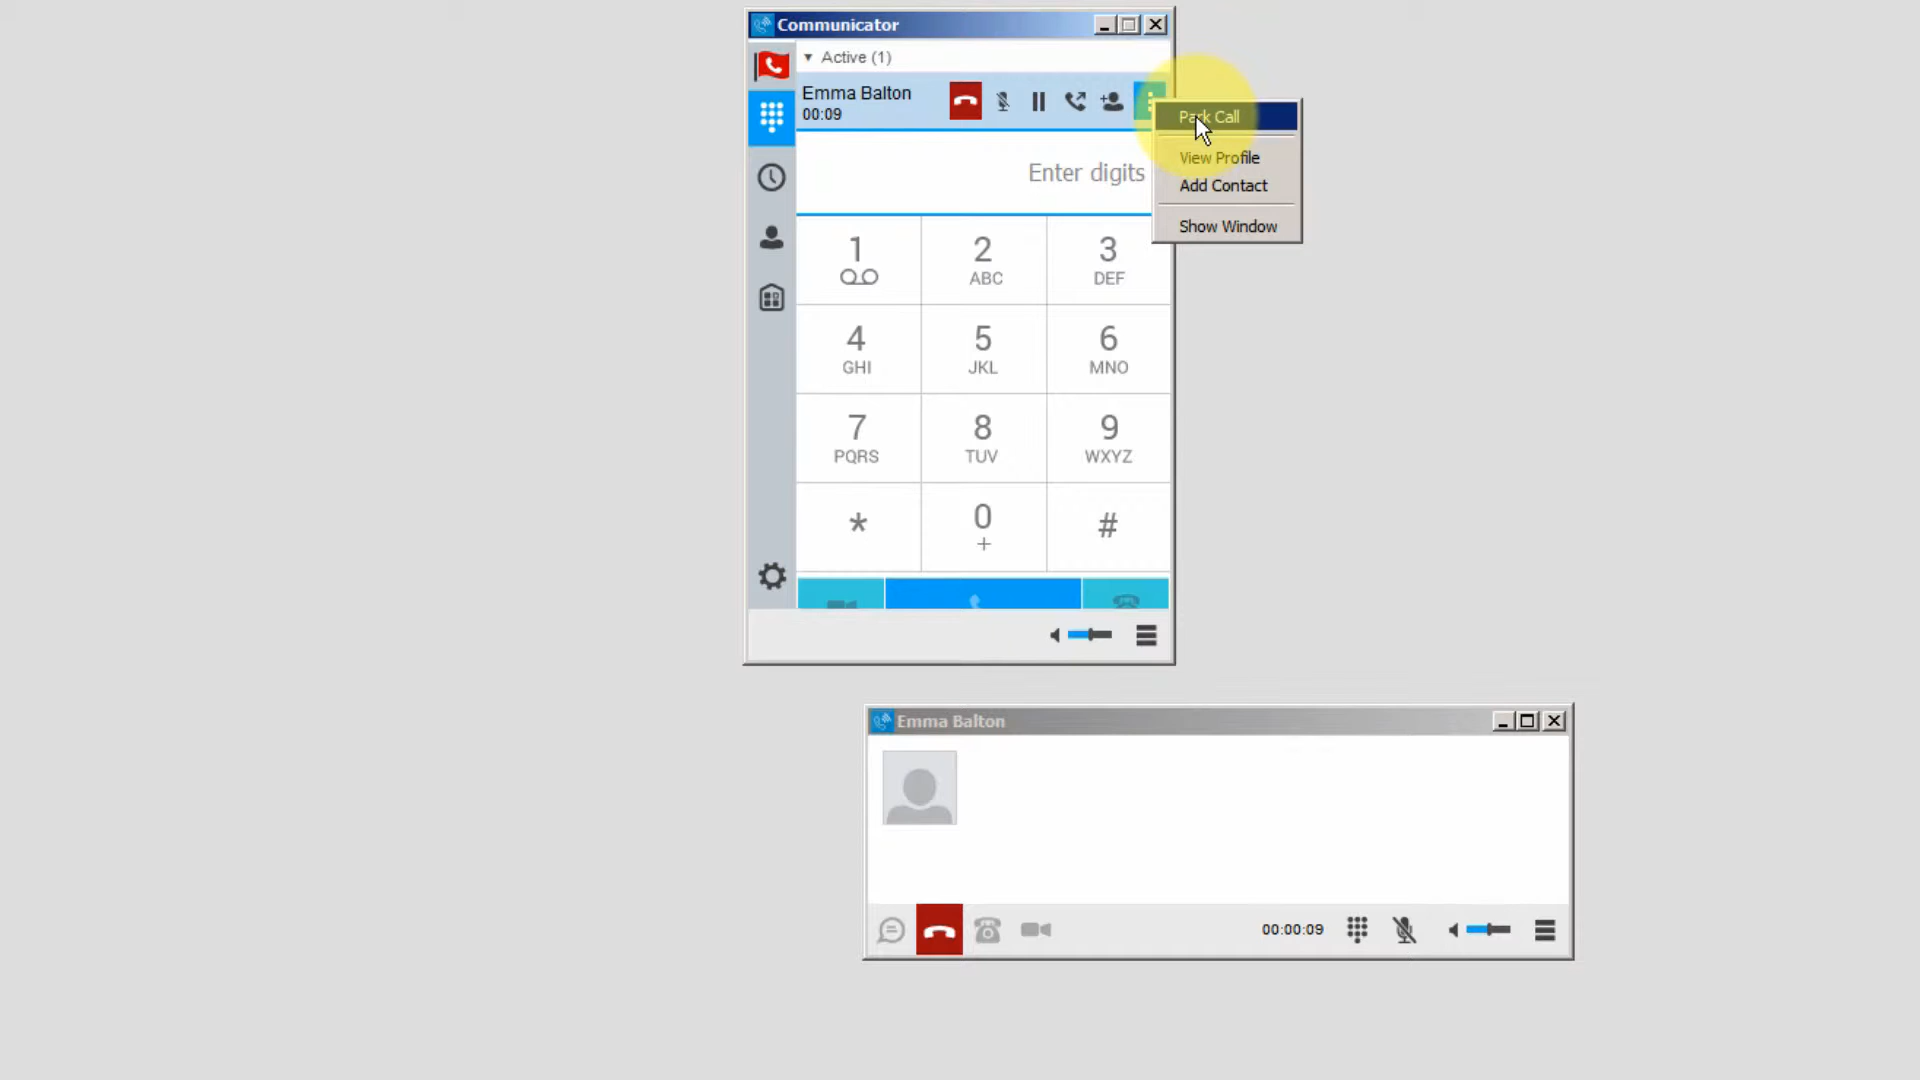 Communicator
Active (1)
Emma Balton
00:09
Park Call
View Profile
Add Contact
Show Window
Enter digits
1
2
ABC
3
DEF
4
GHI
5
JKL
6
MNO
7
PQRS
8
TUV
9
WXYZ
*
0
+
#
Emma Balton
00:00:09